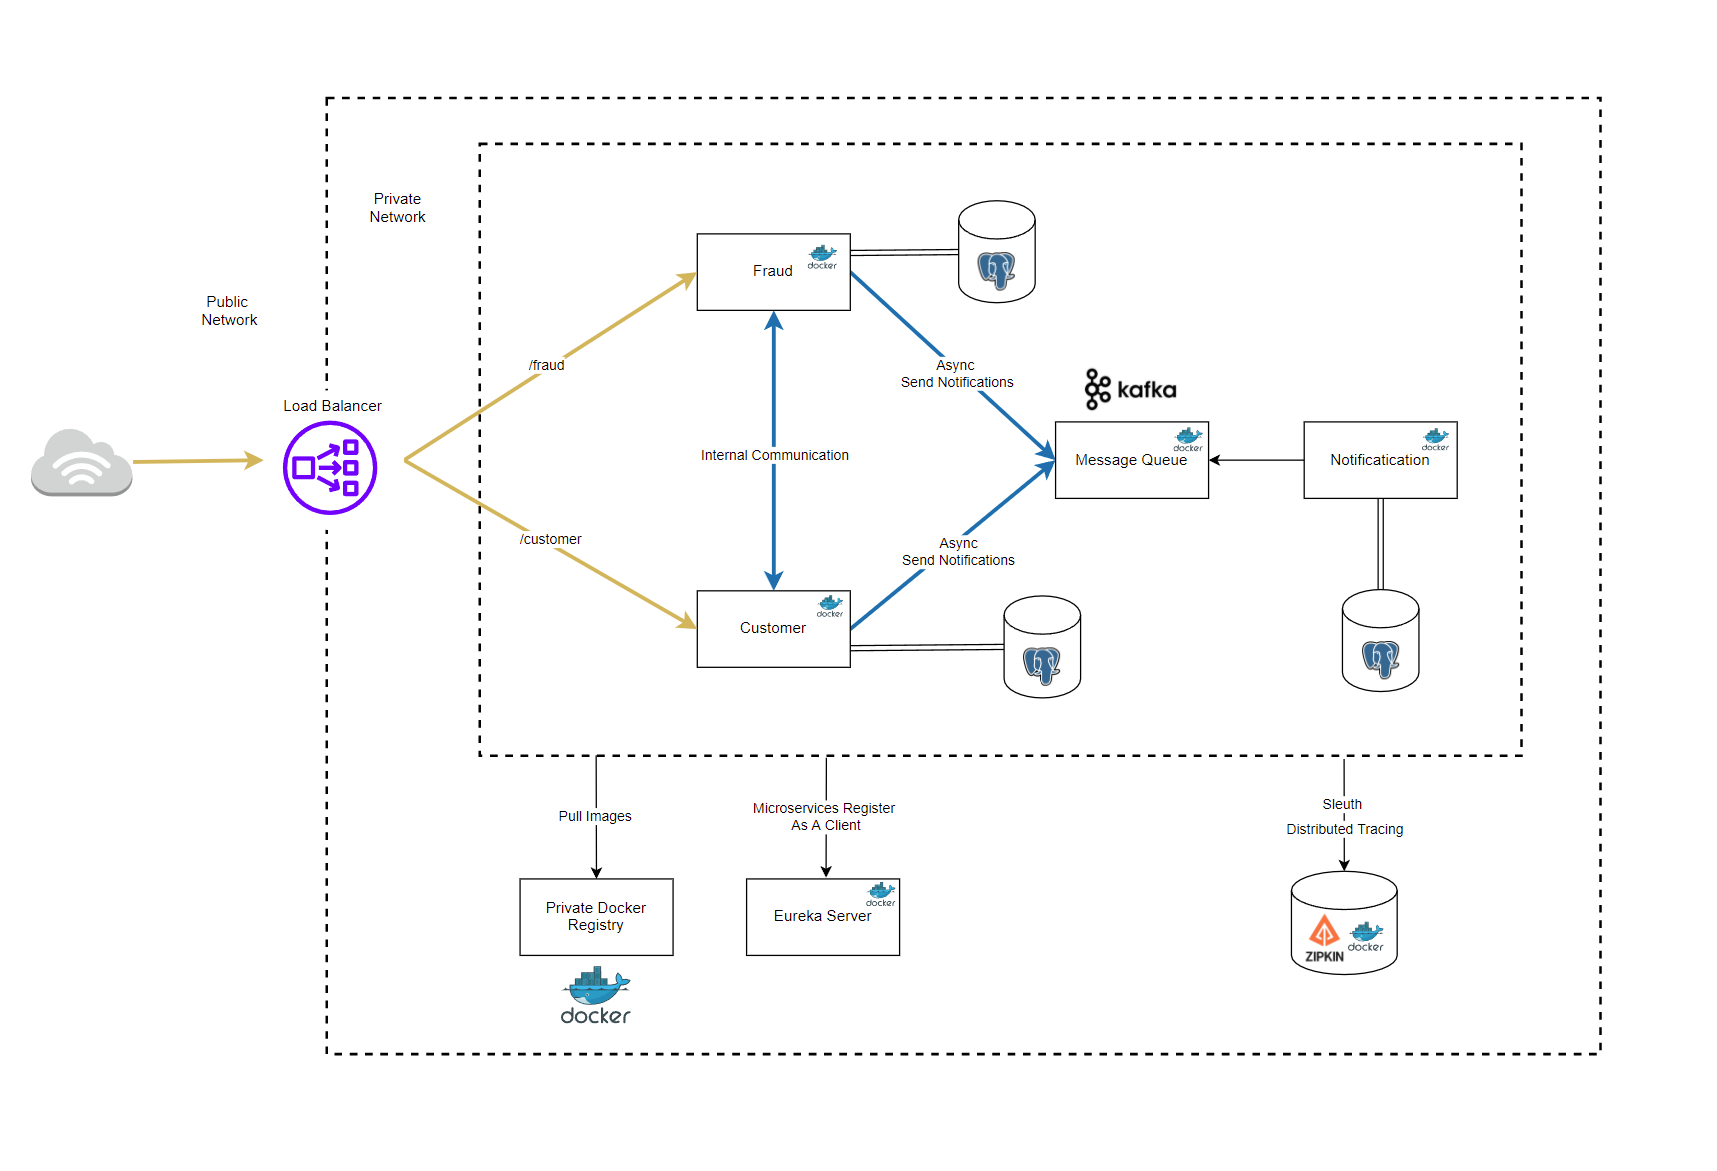 Private
Network
Public
Network
Load Balancer
/fraud
/customer
Fraud
docker
Internal Communication
Customer
docker
Async
Send Notifications
Async
Send Notifications
kafka
Message Queue
docker
Notificatication
docker
Pull Images
Microservices Register
As A Client
Sleuth
Distributed Tracing
Private Docker
Registry
docker
Eureka Server
docker
ZIPKIN
docker